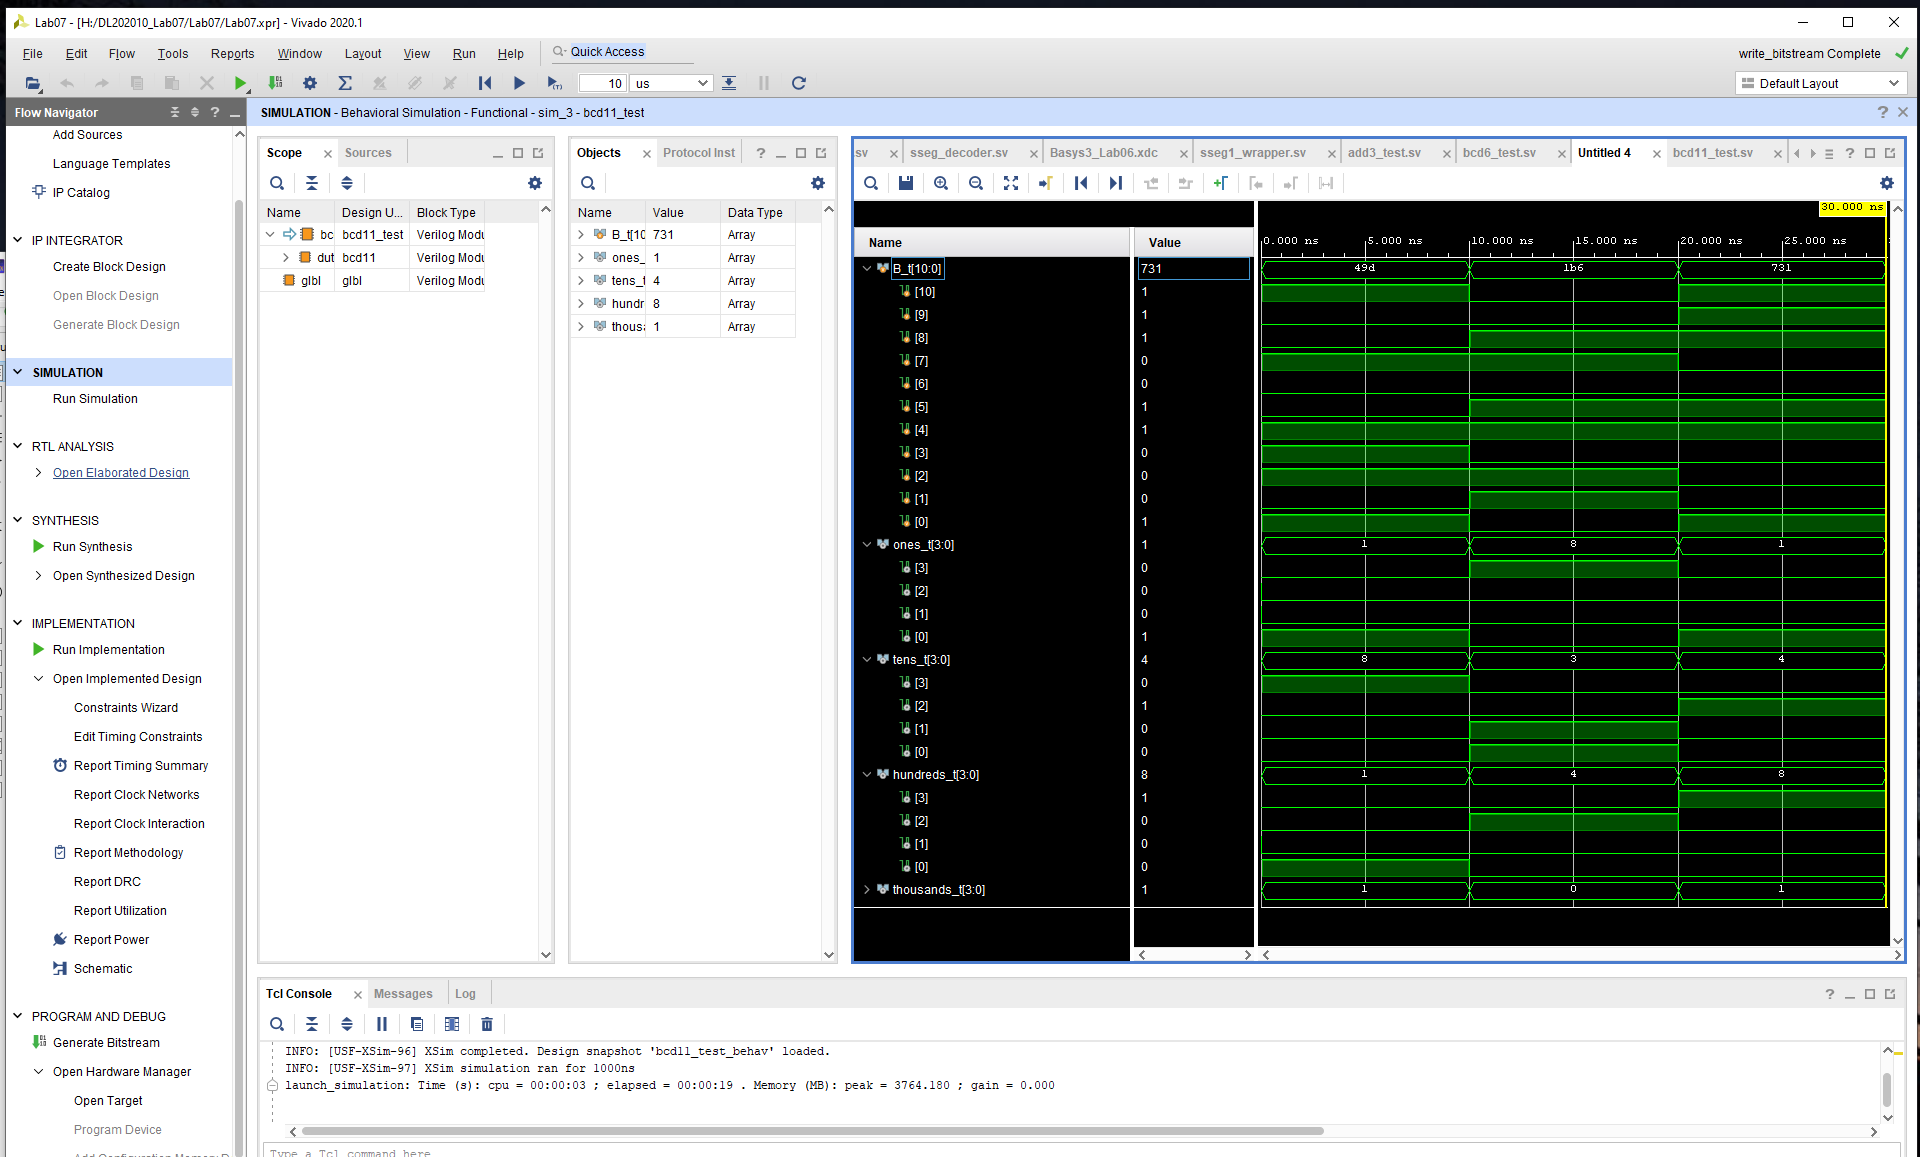 Lab07 - [H:/DL202010_Lab07/Lab07/Lab07.xpr] - Vivado 2020.1
File Edit Flow Tools Reports Window Layout View Run Help Quick Access
write_bitstream Complete
10 us
Default Layout
Flow Navigator
SIMULATION - Behavioral Simulation - Functional - sim_3 - bcd11_test
Add Sources
Language Templates
IP Catalog
IP INTEGRATOR
Create Block Design
Open Block Design
Generate Block Design
SIMULATION
Run Simulation
RTL ANALYSIS
Open Elaborated Design
SYNTHESIS
Run Synthesis
Open Synthesized Design
IMPLEMENTATION
Run Implementation
Open Implemented Design
Constraints Wizard
Edit Timing Constraints
Report Timing Summary
Report Clock Networks
Report Clock Interaction
Report Methodology
Report DRC
Report Utilization
Report Power
Schematic
PROGRAM AND DEBUG
Generate Bitstream
Open Hardware Manager
Open Target
Program Device
Scope Sources
Name Design U... Block Type
bc bcd11_test Verilog Modu
dut bcd11 Verilog Modu
glbl glbl Verilog Modu
Objects Protocol Inst
Name Value Data Type
B_t[10 731 Array
ones_ 1 Array
tens_t 4 Array
hundr 8 Array
thous 1 Array
sv sseg_decoder.sv Basys3_Lab06.xdc sseg1_wrapper.sv add3_test.sv bcd6_test.sv Untitled 4 bcd11_test.sv
30.000 ns
Name Value 0.000 ns 5.000 ns 10.000 ns 15.000 ns 20.000 ns 25.000 ns
B_t[10:0] 731 49d 1b6 731
[10] 1
[9] 1
[8] 1
[7] 0
[6] 0
[5] 1
[4] 1
[3] 0
[2] 0
[1] 0
[0] 1
ones_t[3:0] 1 1 8 1
[3] 0
[2] 0
[1] 0
[0] 1
tens_t[3:0] 4 8 3 4
[3] 0
[2] 1
[1] 0
[0] 0
hundreds_t[3:0] 8 1 4 8
[3] 1
[2] 0
[1] 0
[0] 0
thousands_t[3:0] 1 1 0 1
Tcl Console Messages Log
INFO: [USF-XSim-96] XSim completed. Design snapshot 'bcd11_test_behav' loaded.
INFO: [USF-XSim-97] XSim simulation ran for 1000ns
launch_simulation: Time (s): cpu = 00:00:03 ; elapsed = 00:00:19 . Memory (MB): peak = 3764.180 ; gain = 0.000
Type a Tcl command here